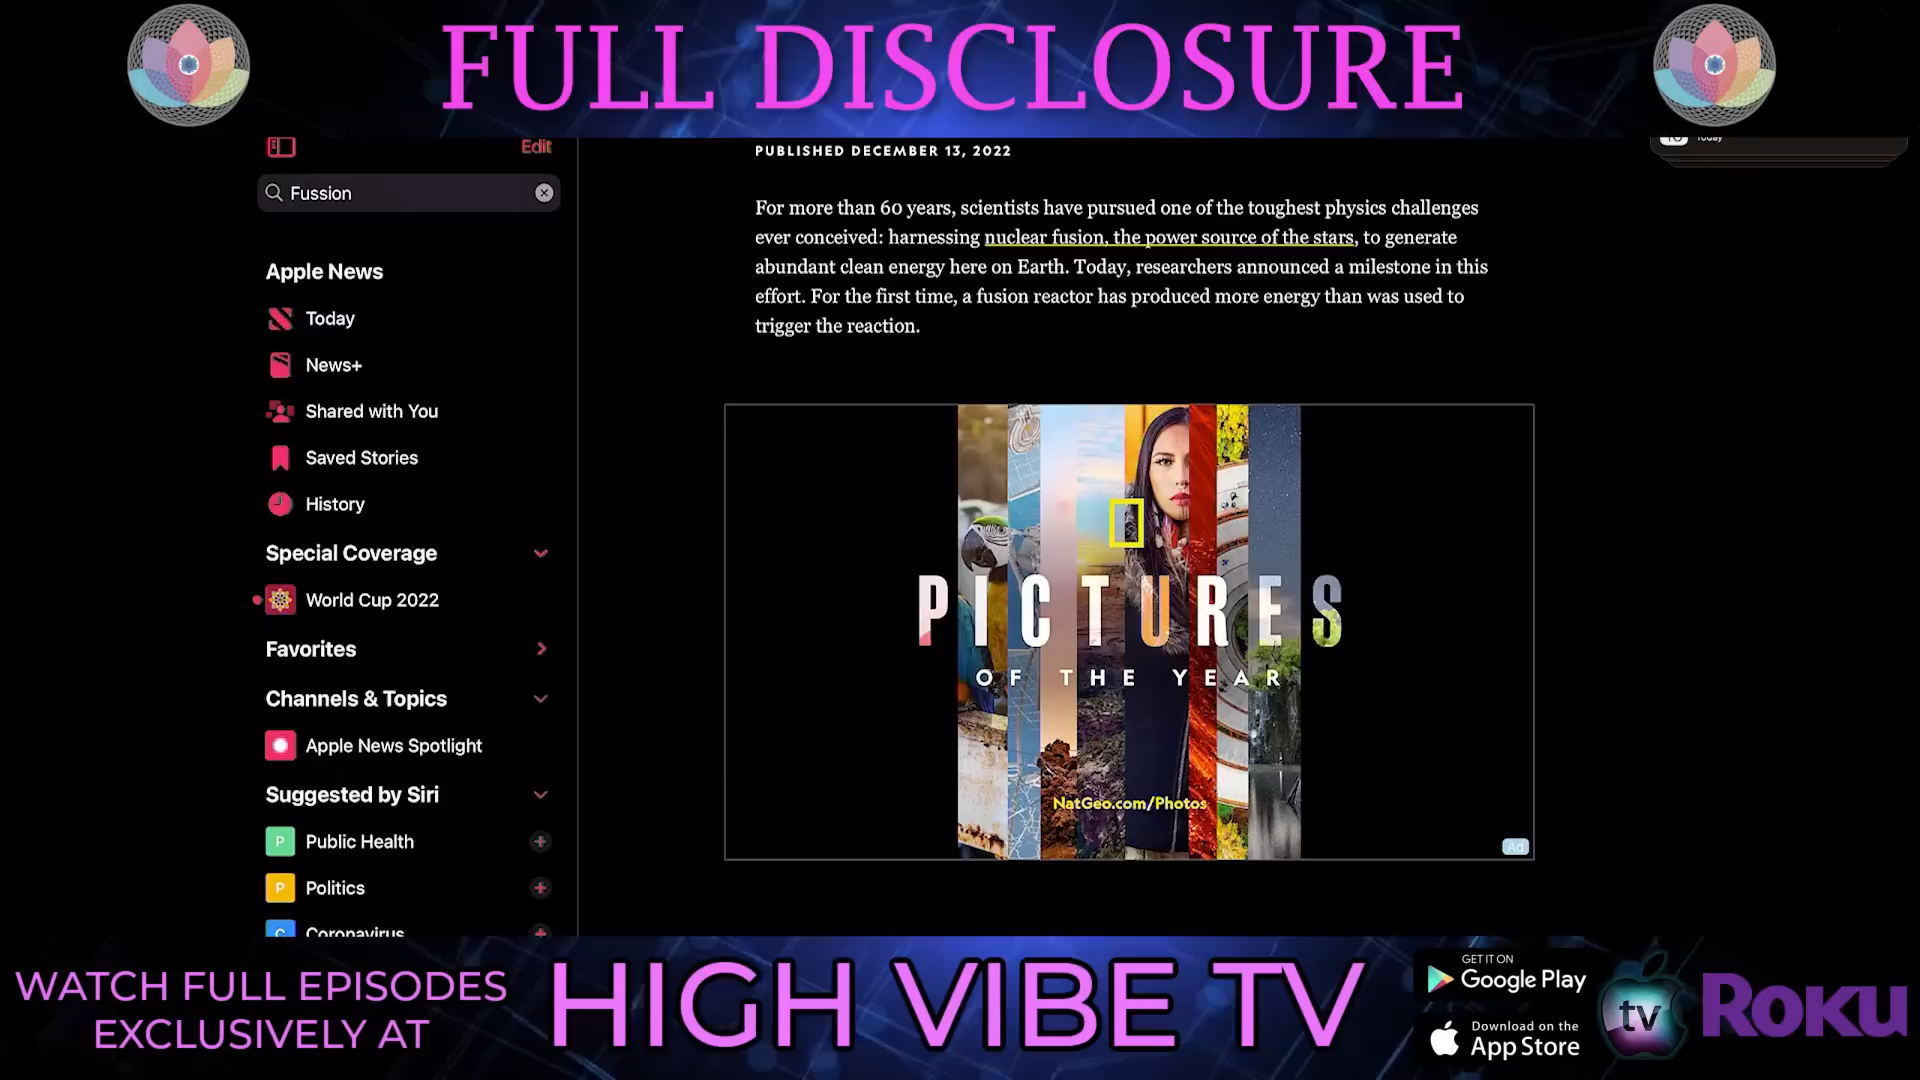 FULL DISCLOSURE
Edit
Fussion
Apple News
Today
News+
Shared with You
Saved Stories
History
Special Coverage
World Cup 2022
Favorites
Channels & Topics
Apple News Spotlight
Suggested by Siri
P Public Health
P Politics
C Coronavirus
PUBLISHED DECEMBER 13, 2022
For more than 60 years, scientists have pursued one of the toughest physics challenges
ever conceived: harnessing nuclear fusion, the power source of the stars, to generate
abundant clean energy here on Earth. Today, researchers announced a milestone in this
effort. For the first time, a fusion reactor has produced more energy than was used to
trigger the reaction.
PICTURES
OF THE YEAR
NatGeo.com/Photos
Ad
Today
WATCH FULL EPISODES
EXCLUSIVELY AT
HIGH VIBE TV
GET IT ON
Google Play
Download on the
App Store
tv
ROKU